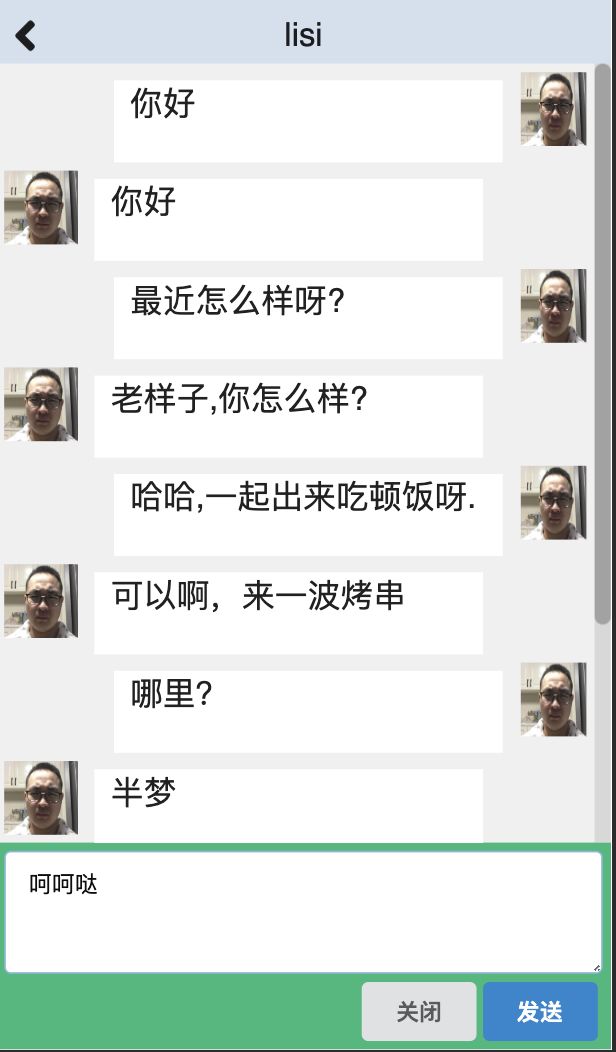 lisi
你好
你好
最近怎么样呀?
老样子,你怎么样?
哈哈,一起出来吃顿饭呀.
可以啊，来一波烤串
哪里?
半梦
呵呵哒
关闭
发送